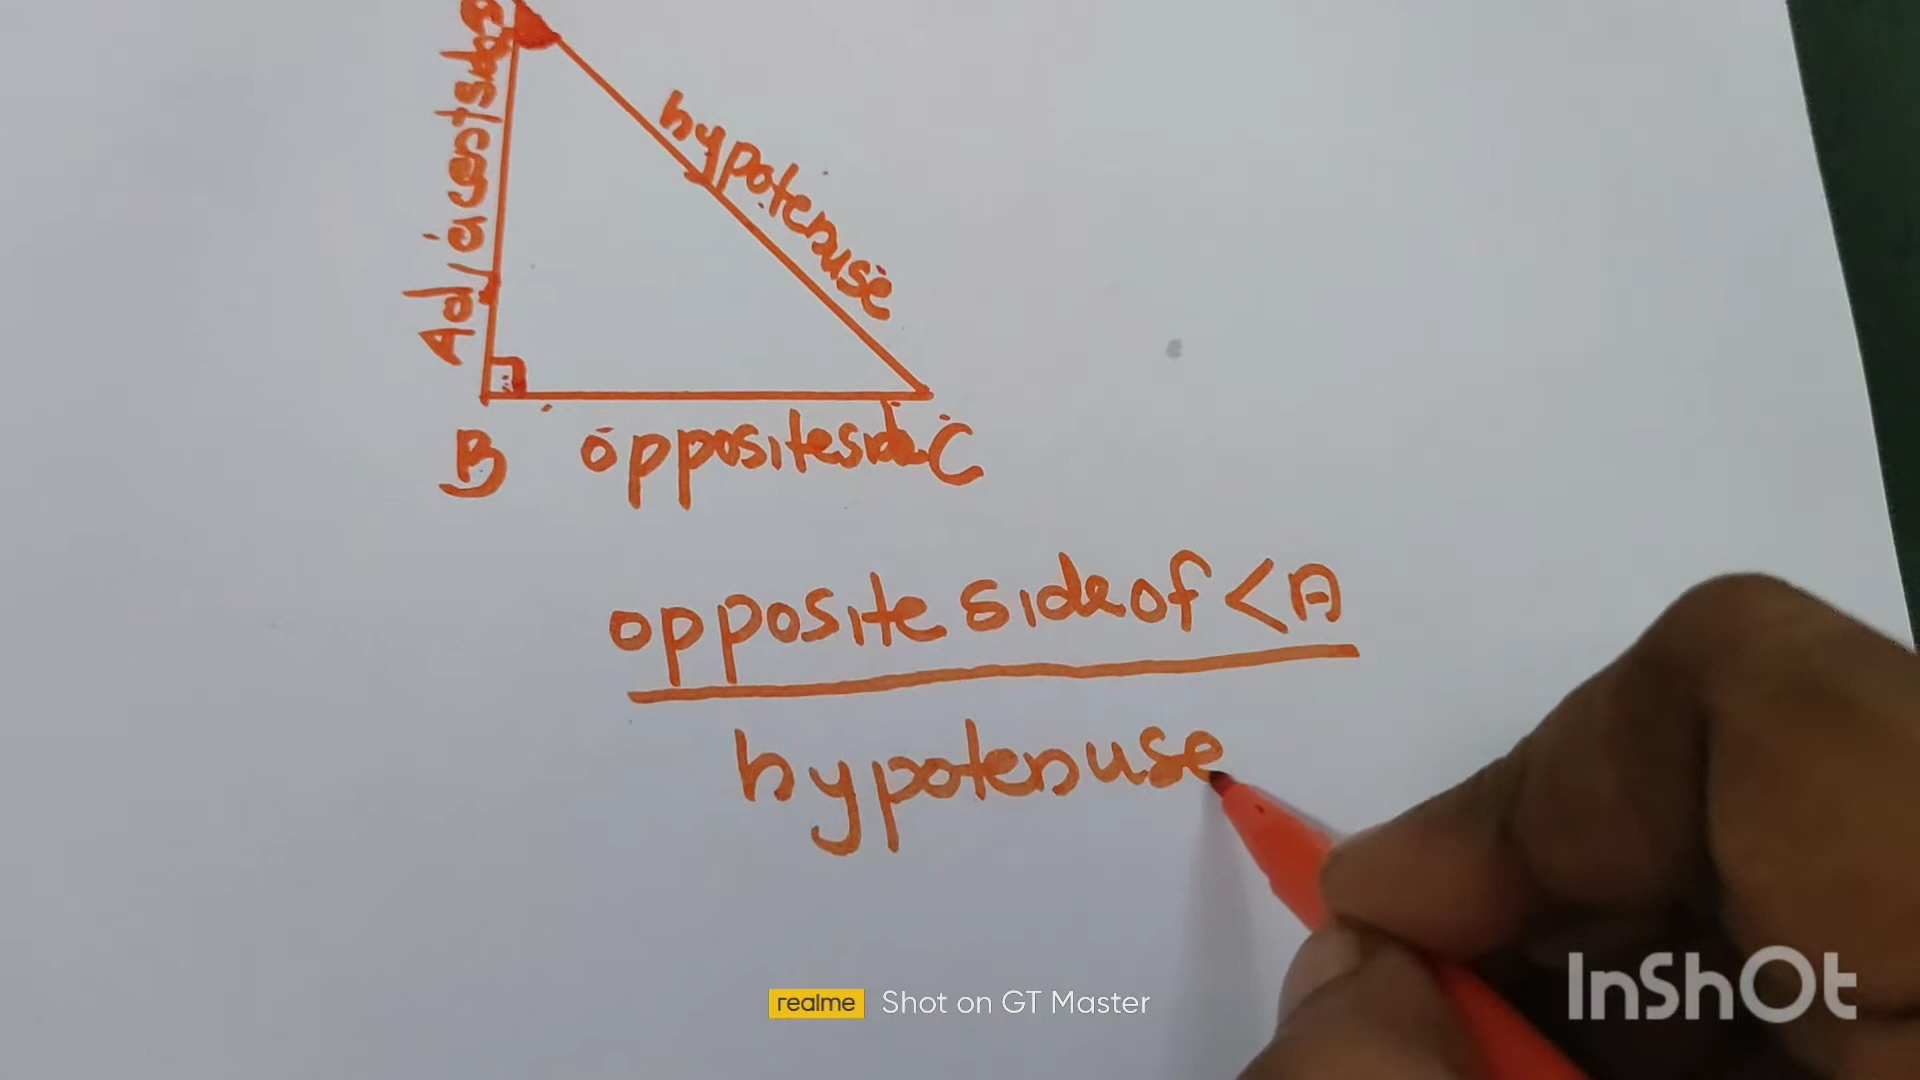 Adjacent side
hypotenuse
B opposite side C
opposite side of <A
hypotenuse
realme Shot on GT Master
InShOt